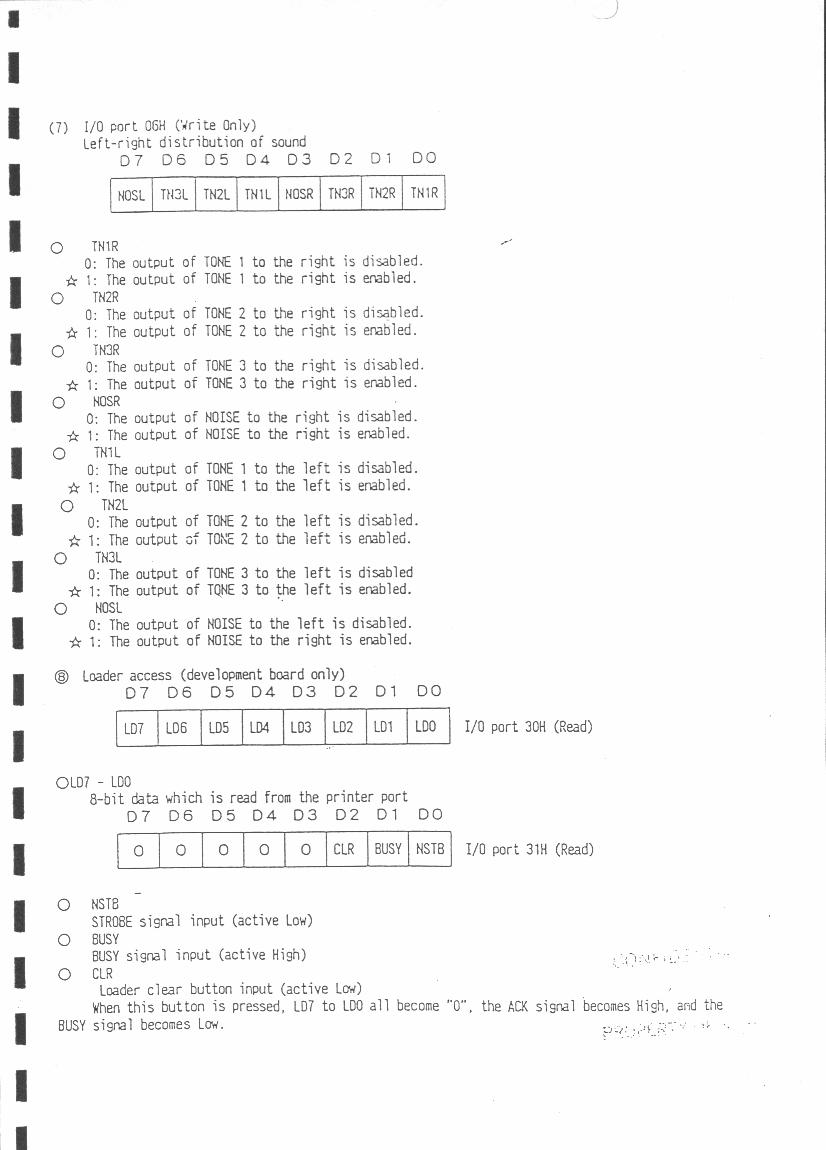 (7) I/O port 06H (Write Only)
Left-right distribution of sound
D7 D6 D5 D4 D3 D2 D1 D0
NOSL TN3L TN2L TN1L NOSR TN3R TN2R TN1R
○ TN1R
0: The output of TONE 1 to the right is disabled.
☆ 1: The output of TONE 1 to the right is enabled.
○ TN2R
0: The output of TONE 2 to the right is disabled.
☆ 1: The output of TONE 2 to the right is enabled.
○ TN3R
0: The output of TONE 3 to the right is disabled.
☆ 1: The output of TONE 3 to the right is enabled.
○ NOSR
0: The output of NOISE to the right is disabled.
☆ 1: The output of NOISE to the right is enabled.
○ TN1L
0: The output of TONE 1 to the left is disabled.
☆ 1: The output of TONE 1 to the left is enabled.
○ TN2L
0: The output of TONE 2 to the left is disabled.
☆ 1: The output of TONE 2 to the left is enabled.
○ TN3L
0: The output of TONE 3 to the left is disabled
☆ 1: The output of TONE 3 to the left is enabled.
○ NOSL
0: The output of NOISE to the left is disabled.
☆ 1: The output of NOISE to the right is enabled.
⑧ Loader access (development board only)
D7 D6 D5 D4 D3 D2 D1 D0
LD7 LD6 LD5 LD4 LD3 LD2 LD1 LD0 I/O port 30H (Read)
○LD7 - LD0
8-bit data which is read from the printer port
D7 D6 D5 D4 D3 D2 D1 D0
0 0 0 0 0 CLR BUSY NSTB I/O port 31H (Read)
○ NSTB
STROBE signal input (active Low)
○ BUSY
BUSY signal input (active High)
○ CLR
Loader clear button input (active Low)
When this button is pressed, LD7 to LD0 all become "0", the ACK signal becomes High, and the
BUSY signal becomes Low.
PROPERTY